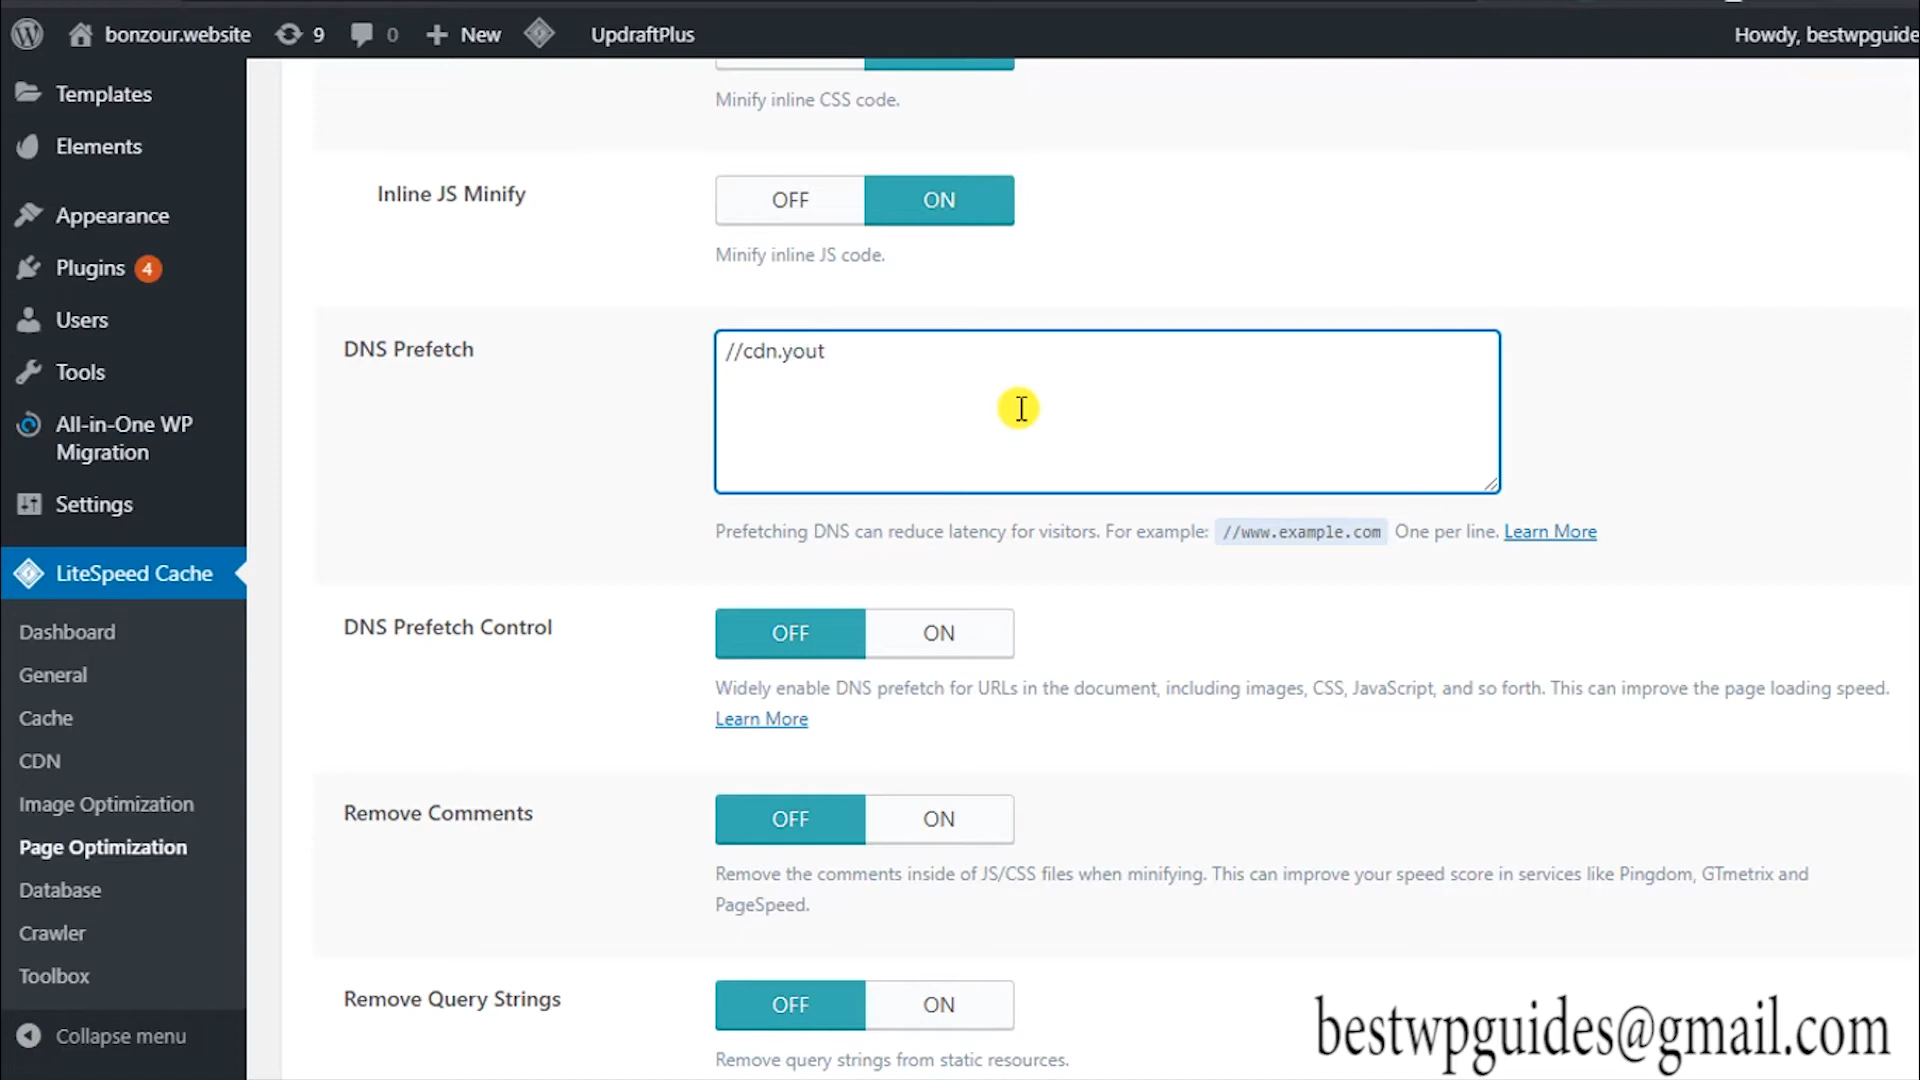 bonzour.website 9 0 New UpdraftPlus Howdy, bestwpguide
Templates
Elements
Appearance
Plugins 4
Users
Tools
All-in-One WP
Migration
Settings
LiteSpeed Cache
Dashboard
General
Cache
CDN
Image Optimization
Page Optimization
Database
Crawler
Toolbox
Collapse menu
Minify inline CSS code.
Inline JS Minify OFF ON
Minify inline JS code.
DNS Prefetch
//cdn.yout
Prefetching DNS can reduce latency for visitors. For example: //www.example.com One per line. Learn More
DNS Prefetch Control OFF ON
Widely enable DNS prefetch for URLs in the document, including images, CSS, JavaScript, and so forth. This can improve the page loading speed.
Learn More
Remove Comments OFF ON
Remove the comments inside of JS/CSS files when minifying. This can improve your speed score in services like Pingdom, GTmetrix and
PageSpeed.
Remove Query Strings OFF ON
Remove query strings from static resources.
bestwpguides@gmail.com